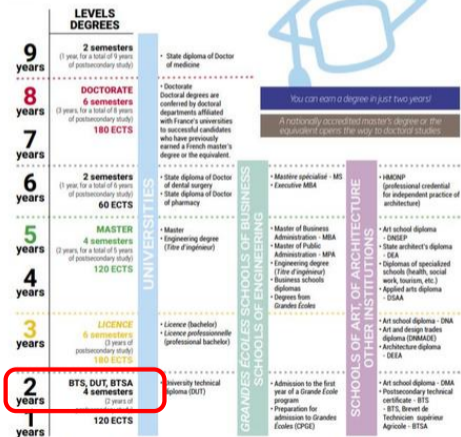 LEVELS
DEGREES
9
years
2 semesters
(1 year, for a total of 9 years
of postsecondary study)
• State diploma of Doctor
of medicine
8
years
DOCTORATE
6 semesters
(3 years, for a total of 8 years
of postsecondary study)
180 ECTS
• Doctorate
Doctoral degrees are
conferred by doctoral
departments affiliated
with France's universities
to successful candidates
who have previously
earned a French master's
degree or the equivalent.
You can earn a degree in just two years!
A nationally accredited master's degree or the
equivalent opens the way to doctoral studies
7
years
6
years
2 semesters
(1 year, for a total of 6 years
of postsecondary study)
60 ECTS
• State diploma of Doctor
of dental surgery
• State diploma of Doctor
of pharmacy
• Mastère spécialisé - MS
• Executive MBA
• HMONP
(professional credential
for independent practice of
architecture)
5
years
MASTER
4 semesters
(2 years, for a total of 5 years
of postsecondary study)
120 ECTS
• Master
• Engineering degree
(Titre d'ingénieur)
• Master of Business
Administration - MBA
• Master of Public
Administration - MPA
• Engineering degree
(Titre d'ingénieur)
• Business schools
diplomas
• Degrees from
Grandes Écoles
• Art school diploma
- DNSEP
• State architect's diploma
- DEA
• Diplomas of specialized
schools (health, social
work, tourism, etc.)
• Applied arts diploma
- DSAA
4
years
3
years
LICENCE
6 semesters
(3 years of
postsecondary study)
180 ECTS
• Licence (bachelor)
• Licence professionnelle
(professional bachelor)
• Art school diploma - DNA
• Art and design trades
diploma (DNMADE)
• Architecture diploma
- DEEA
2
years
BTS, DUT, BTSA
4 semesters
(2 years of
postsecondary study)
120 ECTS
University technical
diploma (DUT)
• Admission to the first
year of a Grande École
program
• Preparation for
admission to Grandes
Écoles (CPGE)
• Art school diploma - DMA
• Postsecondary technical
certificate - BTS
- BTS, Brevet de
Technicien supérieur
Agricole - BTSA
1
years
UNIVERSITIES
GRANDES ÉCOLES SCHOOLS OF BUSINESS
SCHOOLS OF ENGINEERING
SCHOOLS OF ART, OF ARCHITECTURE
OTHER INSTITUTIONS